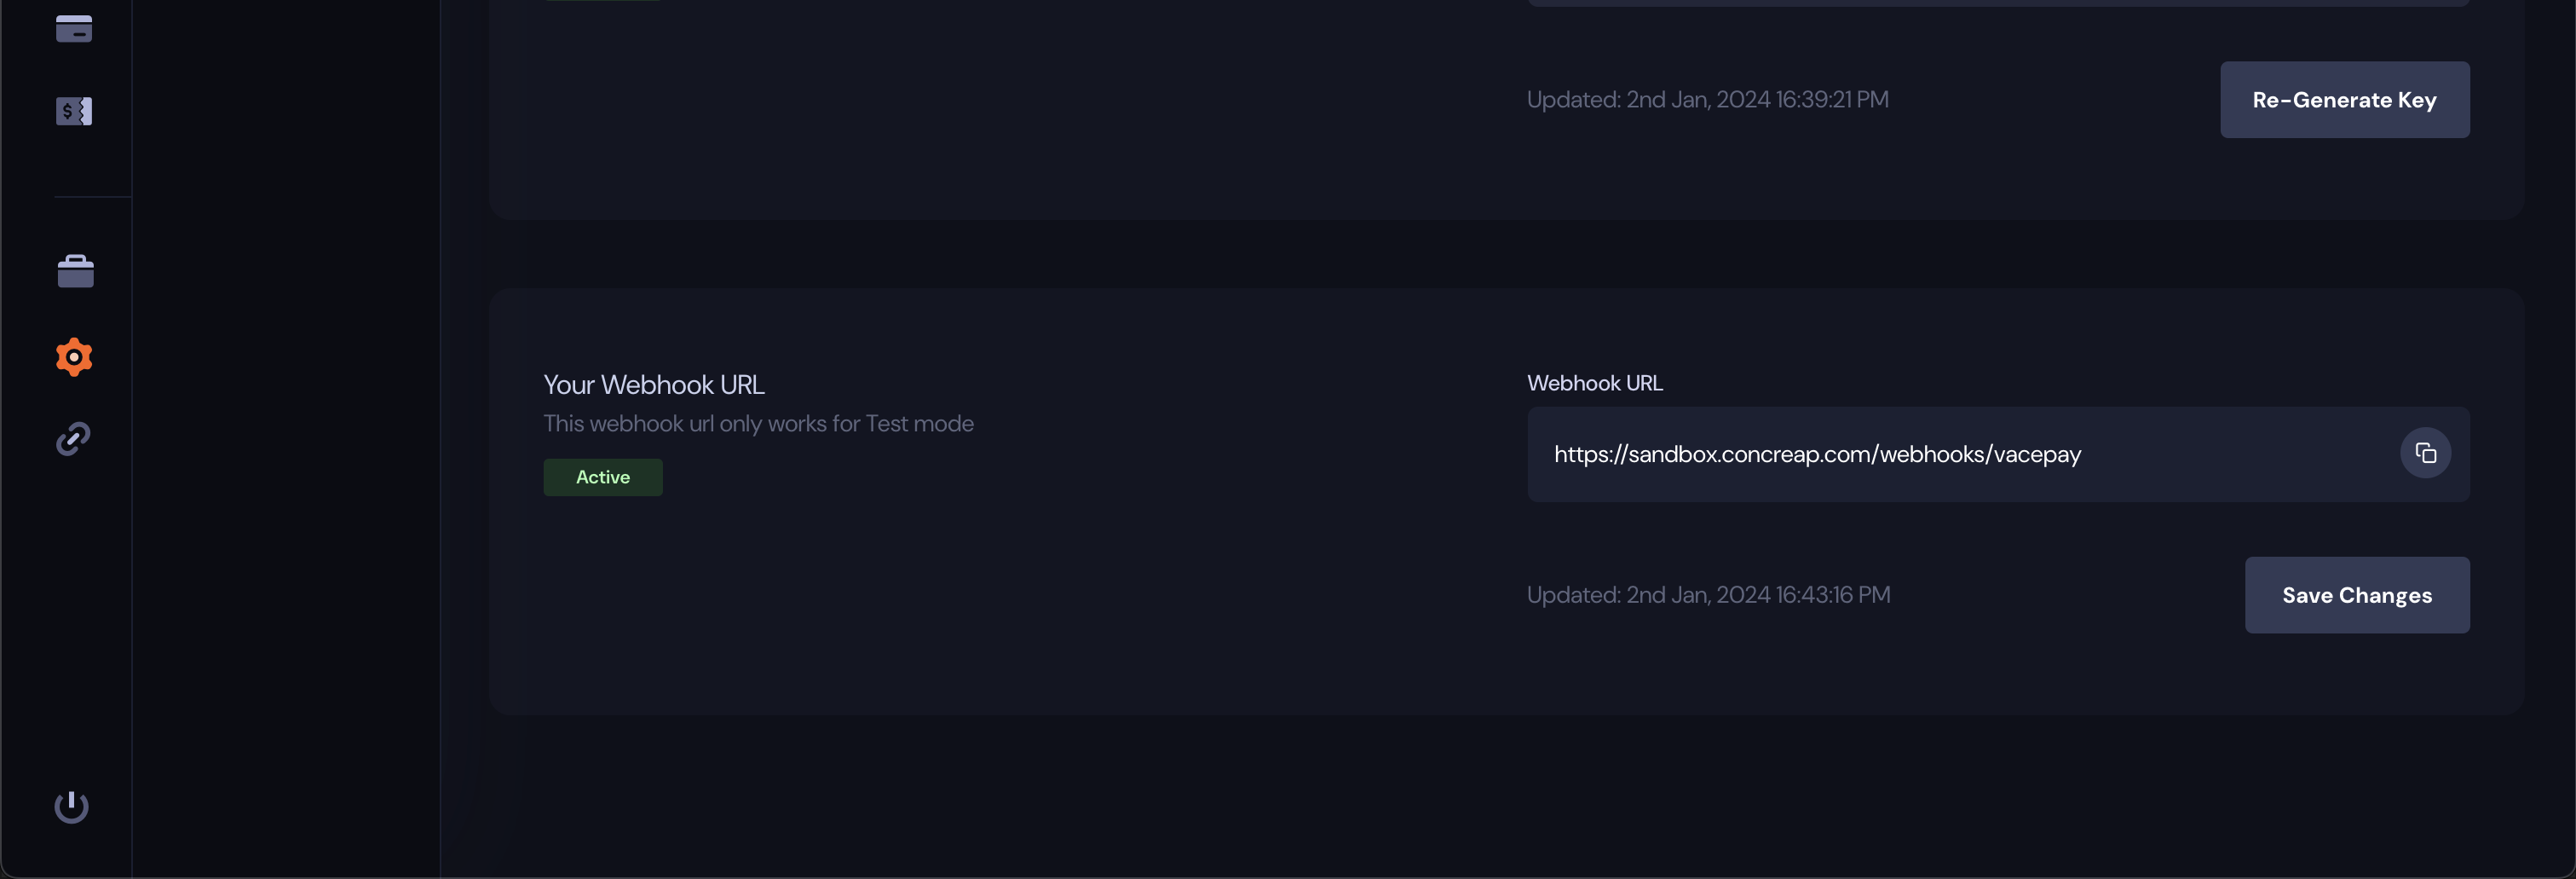 Updated: 2nd Jan, 2024 16:39:21 PM
Re-Generate Key
$
Your Webhook URL
This webhook url only works for Test mode
Active
Webhook URL
https://sandbox.concreap.com/webhooks/vacepay
Updated: 2nd Jan, 2024 16:43:16 PM
Save Changes